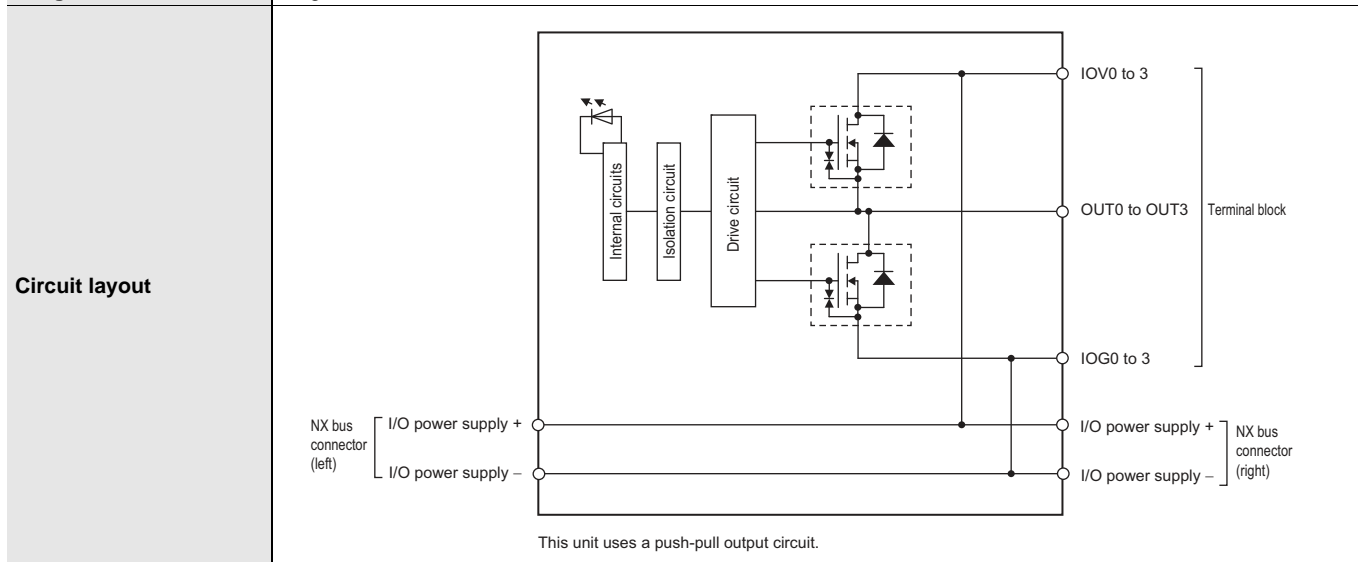 Circuit layout
Internal circuits
Isolation circuit
Drive circuit
IOV0 to 3
OUT0 to OUT3
Terminal block
IOG0 to 3
NX bus
connector
(left)
I/O power supply +
I/O power supply –
I/O power supply +
I/O power supply –
NX bus
connector
(right)
This unit uses a push-pull output circuit.